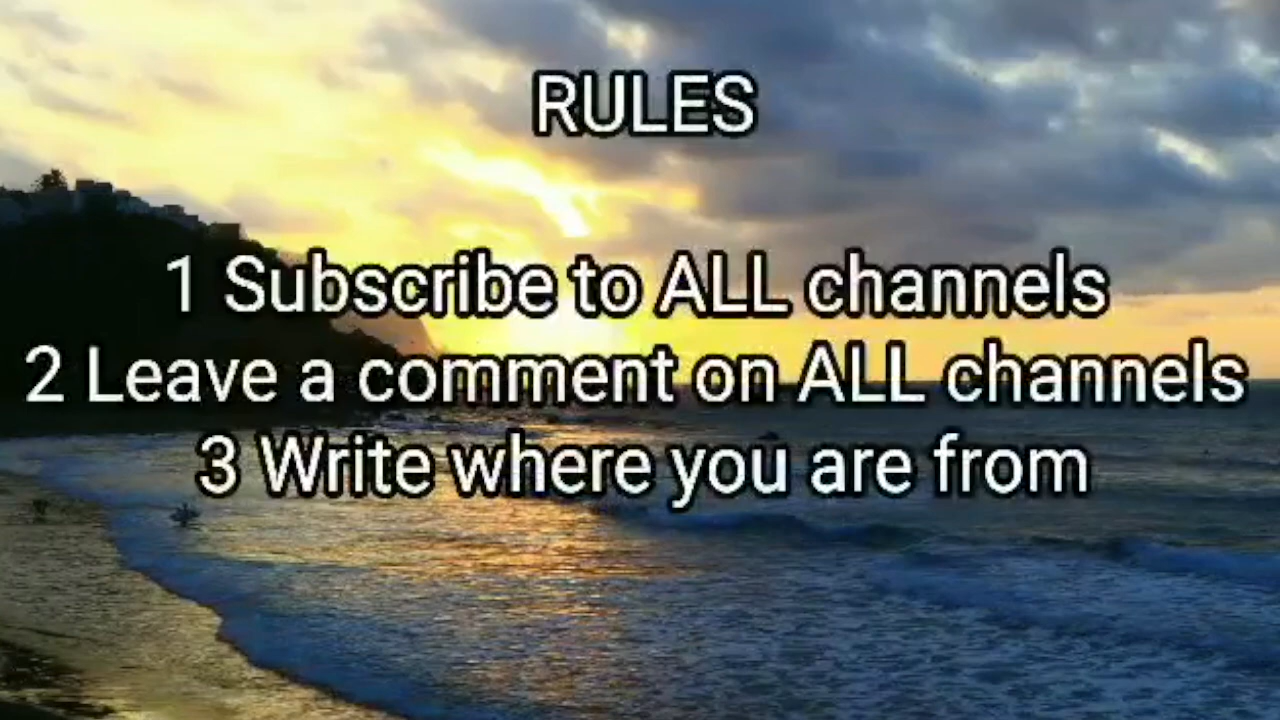 RULES
1 Subscribe to ALL channels
2 Leave a comment on ALL channels
3 Write where you are from